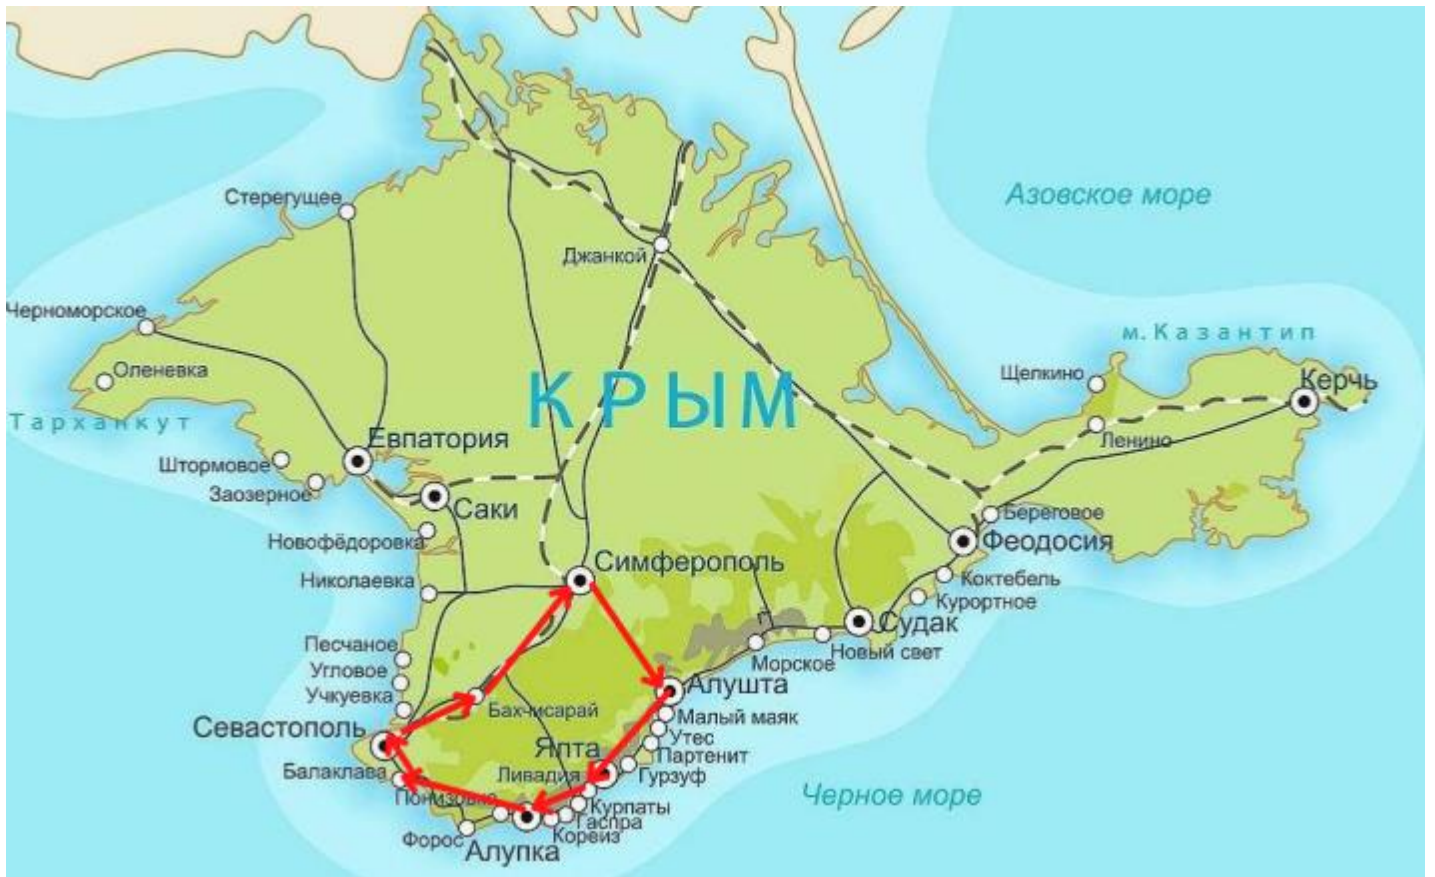 Стерегущее
Азовское море
Джанкой
Черноморское
м.Казантип
Оленевка
Щелкино
Керчь
КРЫМ
Тарханкут
Евпатория
Ленино
Штормовое
Заозерное
Саки
Береговое
Новофёдоровка
Феодосия
Симферополь
Николаевка
Коктебель
Курортное
Судак
Песчаное
Новый свет
Морское
Угловое
Алушта
Учкуевка
Бахчисарай
Малый маяк
Севастополь
Утес
Ялта
Партенит
Балаклава
Ливадия
Гурзуф
Понизовка
Черное море
Курпаты
Гаспра
Форос
Кореиз
Алупка